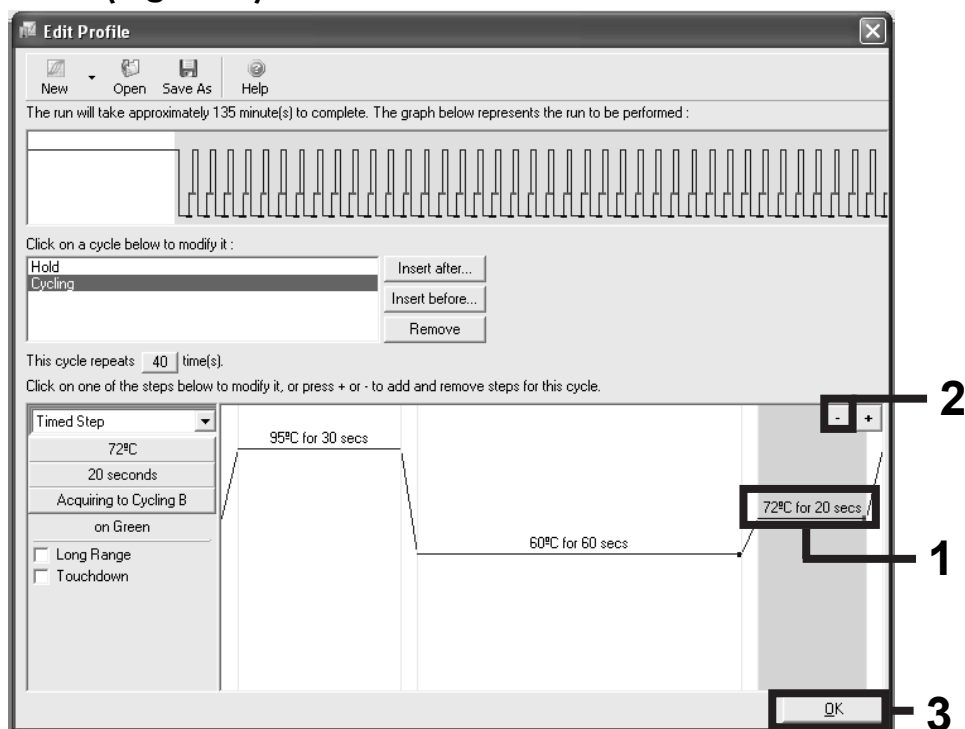 Edit Profile
New Open Save As Help
The run will take approximately 135 minute(s) to complete. The graph below represents the run to be performed :
Click on a cycle below to modify it :
Hold
Cycling
Insert after...
Insert before...
Remove
This cycle repeats 40 time(s).
Click on one of the steps below to modify it, or press + or - to add and remove steps for this cycle.
2
Timed Step
- +
72ºC
20 seconds
Acquiring to Cycling B
on Green
Long Range
Touchdown
95ºC for 30 secs
60ºC for 60 secs
72ºC for 20 secs
1
OK
3